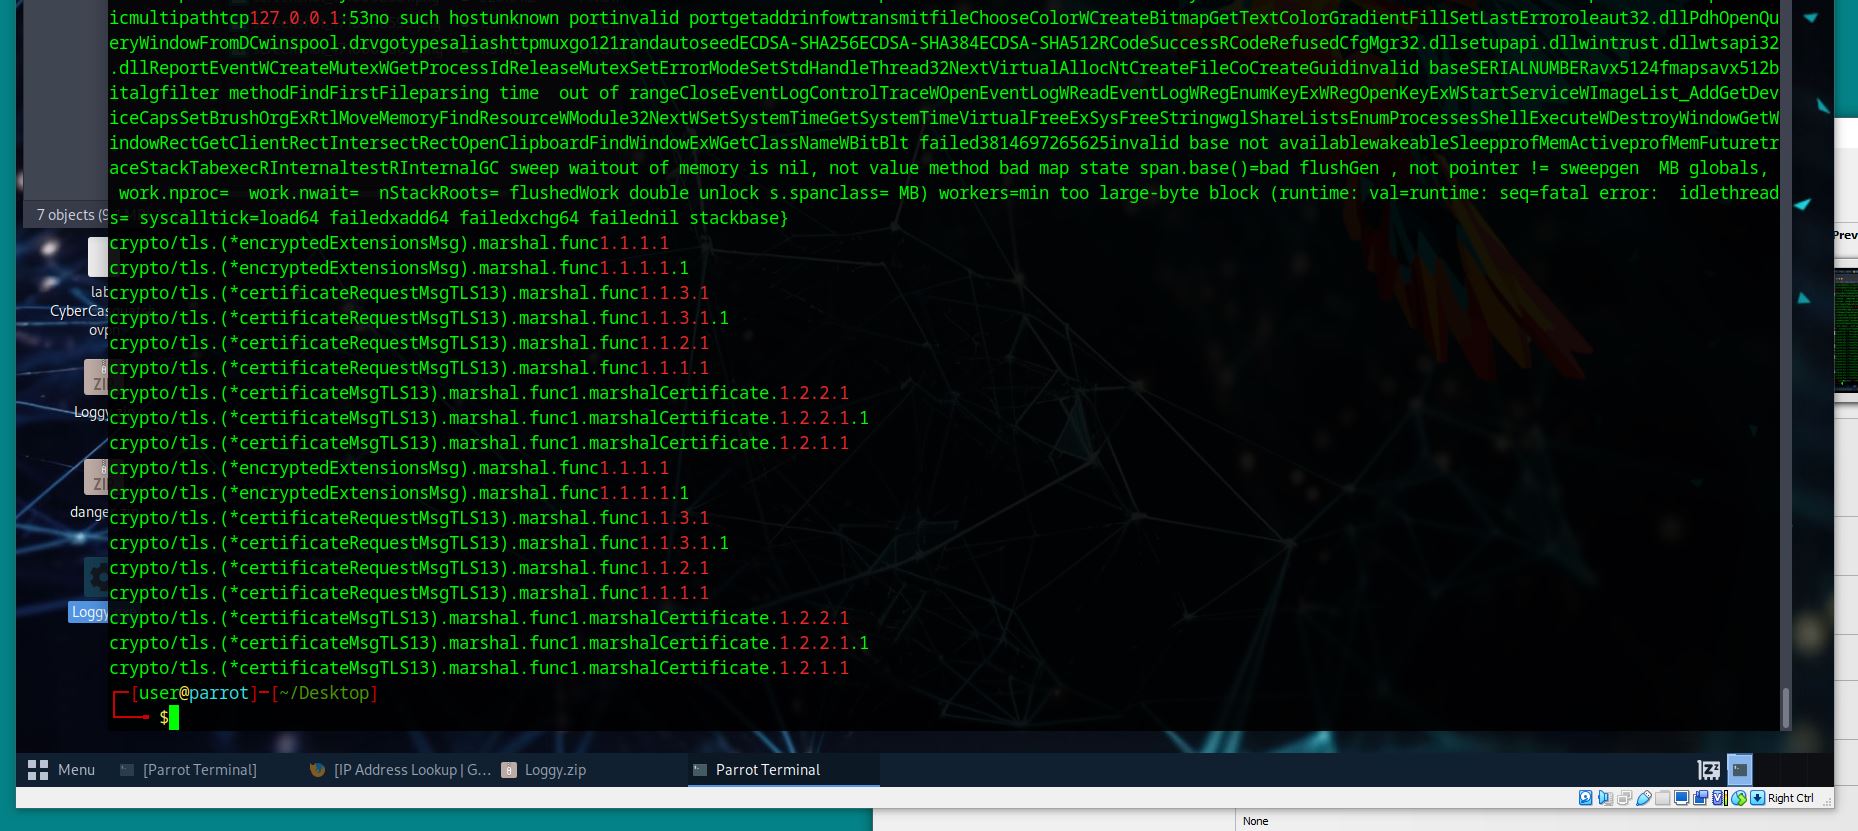 icmultipathtcp127.0.0.1:53no such hostunknown portinvalid portgetaddrinfowtransmitfileChooseColorWCreateBitmapGetTextColorGradientFillSetLastErroroleaut32.dllPdhOpenQu
eryWindowFromDCwinspool.drvgotypesaliashttpmuxgo121randautoseedECDSA-SHA256ECDSA-SHA384ECDSA-SHA512RCodeSuccessRCodeRefusedCfgMgr32.dllsetupapi.dllwintrust.dllwtsapi32
.dllReportEventWCreateMutexWGetProcessIdReleaseMutexSetErrorModeSetStdHandleThread32NextVirtualAllocNtCreateFileCoCreateGuidinvalid baseSERIALNUMBERavx5124fmapsavx512b
italgfilter methodFindFirstFileparsing time  out of rangeCloseEventLogControlTraceWOpenEventLogWReadEventLogWRegEnumKeyExWRegOpenKeyExWStartServiceWImageList_AddGetDev
iceCapsSetBrushOrgExRtlMoveMemoryFindResourceWModule32NextWSetSystemTimeGetSystemTimeVirtualFreeExSysFreeStringwglShareListsEnumProcessesShellExecuteWDestroyWindowGetW
indowRectGetClientRectIntersectRectOpenClipboardFindWindowExWGetClassNameWBitBlt failed3814697265625invalid base not availablewakeableSleepprofMemActiveprofMemFuturetr
aceStackTabexecRInternaltestRInternalGC sweep waitout of memory is nil, not value method bad map state span.base()=bad flushGen , not pointer != sweepgen  MB globals,
 work.nproc=  work.nwait=  nStackRoots= flushedWork double unlock s.spanclass= MB) workers=min too large-byte block (runtime: val=runtime: seq=fatal error:  idlethread
s= syscalltick=load64 failedxadd64 failedxchg64 failednil stackbase}
crypto/tls.(*encryptedExtensionsMsg).marshal.func1.1.1.1
crypto/tls.(*encryptedExtensionsMsg).marshal.func1.1.1.1.1
crypto/tls.(*certificateRequestMsgTLS13).marshal.func1.1.3.1
crypto/tls.(*certificateRequestMsgTLS13).marshal.func1.1.3.1.1
crypto/tls.(*certificateRequestMsgTLS13).marshal.func1.1.2.1
crypto/tls.(*certificateRequestMsgTLS13).marshal.func1.1.1.1
crypto/tls.(*certificateMsgTLS13).marshal.func1.marshalCertificate.1.2.2.1
crypto/tls.(*certificateMsgTLS13).marshal.func1.marshalCertificate.1.2.2.1.1
crypto/tls.(*certificateMsgTLS13).marshal.func1.marshalCertificate.1.2.1.1
crypto/tls.(*encryptedExtensionsMsg).marshal.func1.1.1.1
crypto/tls.(*encryptedExtensionsMsg).marshal.func1.1.1.1.1
crypto/tls.(*certificateRequestMsgTLS13).marshal.func1.1.3.1
crypto/tls.(*certificateRequestMsgTLS13).marshal.func1.1.3.1.1
crypto/tls.(*certificateRequestMsgTLS13).marshal.func1.1.2.1
crypto/tls.(*certificateRequestMsgTLS13).marshal.func1.1.1.1
crypto/tls.(*certificateMsgTLS13).marshal.func1.marshalCertificate.1.2.2.1
crypto/tls.(*certificateMsgTLS13).marshal.func1.marshalCertificate.1.2.2.1.1
crypto/tls.(*certificateMsgTLS13).marshal.func1.marshalCertificate.1.2.1.1
[user@parrot]-[~/Desktop]
$
7 objects (9
lab
CyberCas
ovp
ZI
Loggy
ZI
dange
Loggy
Prev
Menu
[Parrot Terminal]
[IP Address Lookup | G...
Loggy.zip
Parrot Terminal
Right Ctrl
None